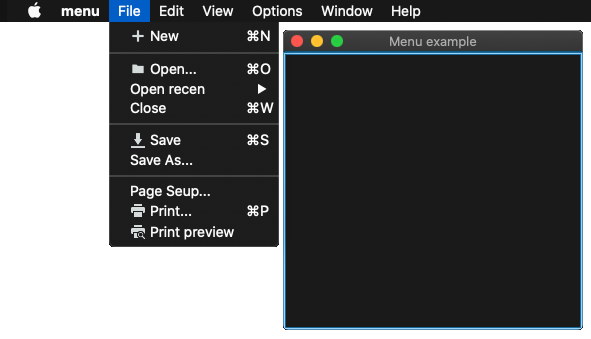 menu File Edit View Options Window Help
New ⌘N
Open... ⌘O
Open recen
Close ⌘W
Save ⌘S
Save As...
Page Seup...
Print... ⌘P
Print preview
Menu example